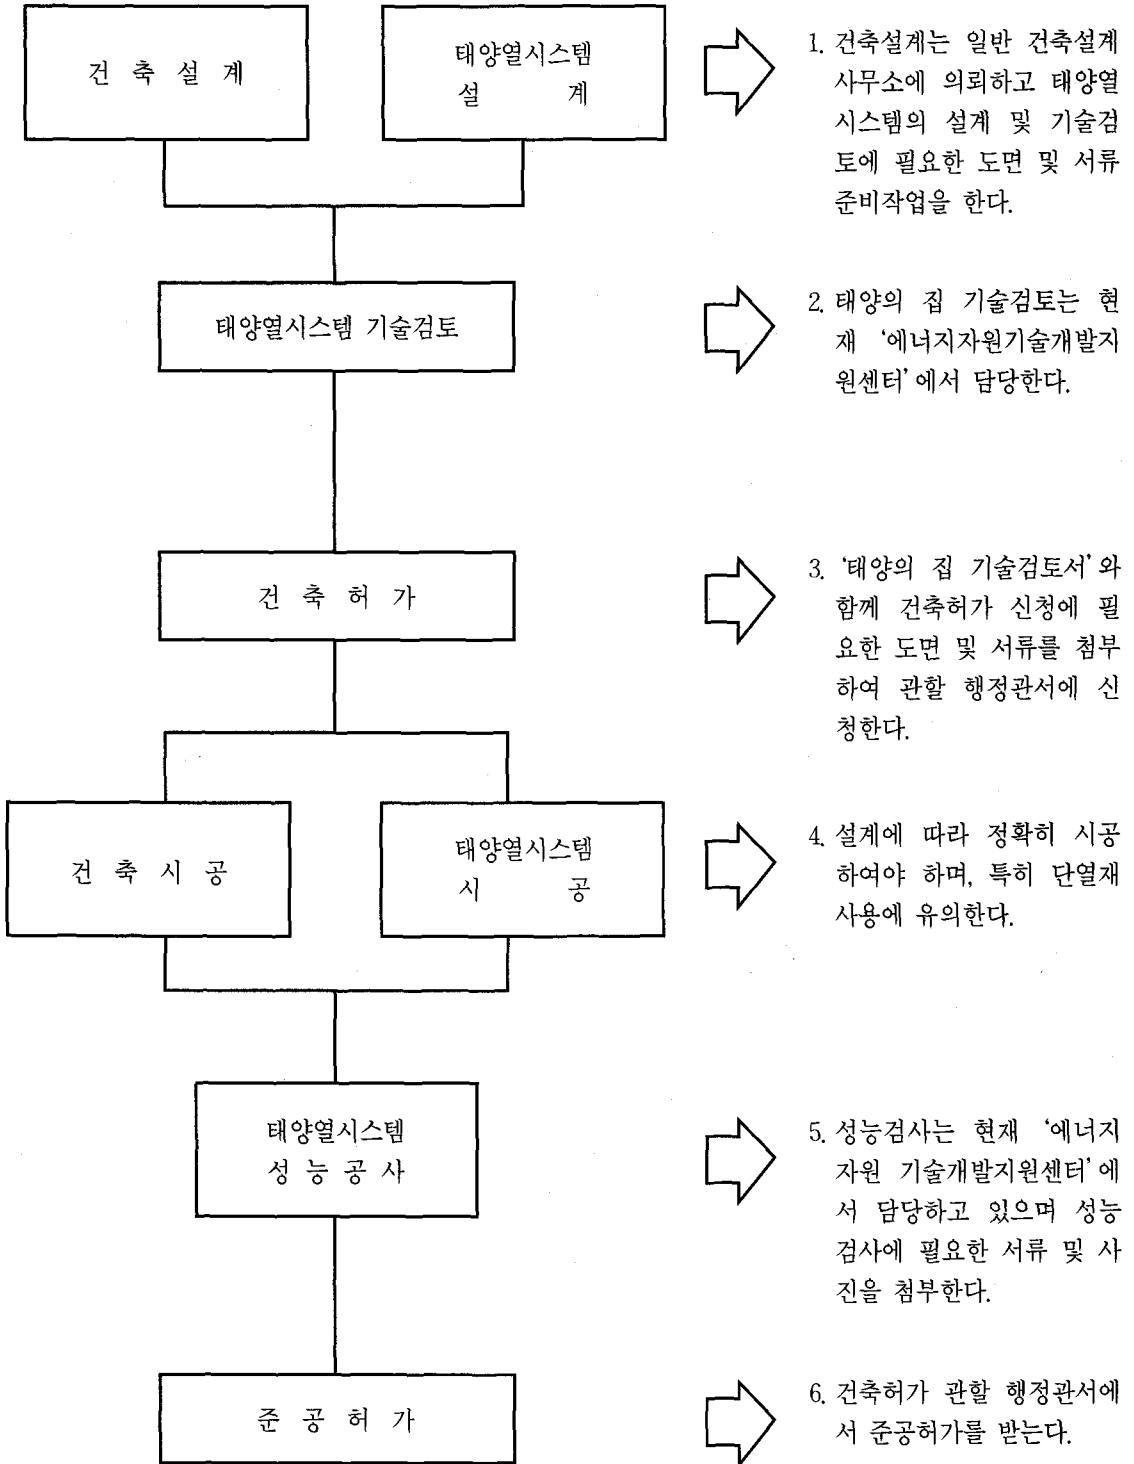 건 축 설 계
태양열시스템
설 계
1. 건축설계는 일반 건축설계
사무소에 의뢰하고 태양열
시스템의 설계 및 기술검
토에 필요한 도면 및 서류
준비작업을 한다.
태양열시스템 기술검토
2. 태양의 집 기술검토는 현
재 ‘에너지자원기술개발지
원센터’에서 담당한다.
건 축 허 가
3. ‘태양의 집 기술검토서’와
함께 건축허가 신청에 필
요한 도면 및 서류를 첨부
하여 관할 행정관서에 신
청한다.
건 축 시 공
태양열시스템
시 공
4. 설계에 따라 정확히 시공
하여야 하며, 특히 단열재
사용에 유의한다.
태양열시스템
성 능 공 사
5. 성능검사는 현재 ‘에너지
자원 기술개발지원센터’에
서 담당하고 있으며 성능
검사에 필요한 서류 및 사
진을 첨부한다.
준 공 허 가
6. 건축허가 관할 행정관서에
서 준공허가를 받는다.